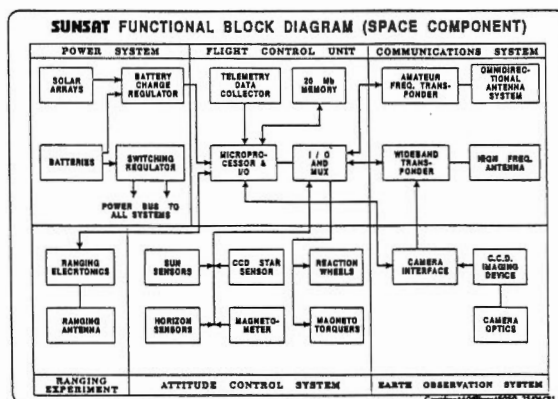 SUNSAT FUNCTIONAL BLOCK DIAGRAM (SPACE COMPONENT)
POWER SYSTEM
FLIGHT CONTROL UNIT
COMMUNICATIONS SYSTEM
SOLAR
ARRAYS
BATTERY
CHARGE
REGULATOR
TELEMETRY
DATA
COLLECTOR
20 Mb
MEMORY
AMATEUR
FREQ. TRANS-
PONDER
OMNIDIREC-
TIONAL
ANTENNA
SYSTEM
BATTERIES
SWITCHING
REGULATOR
MICROPRO-
CESSOR &
I/O
I / O
AND
MUX
WIDEBAND
TRANS-
PONDER
HIGH FREQ.
ANTENNA
POWER BUS TO
ALL SYSTEMS
RANGING
ELECRTONICS
SUN
SENSORS
CCD STAR
SENSOR
REACTION
WHEELS
CAMERA
INTERFACE
C.C.D.
IMAGING
DEVICE
RANGING
ANTENNA
HORIZON
SENSORS
MAGNETO-
METER
MAGNETO
TORQUERS
CAMERA
OPTICS
RANGING
EXPERIMENT
ATTITUDE CONTROL SYSTEM
EARTH OBSERVATION SYSTEM